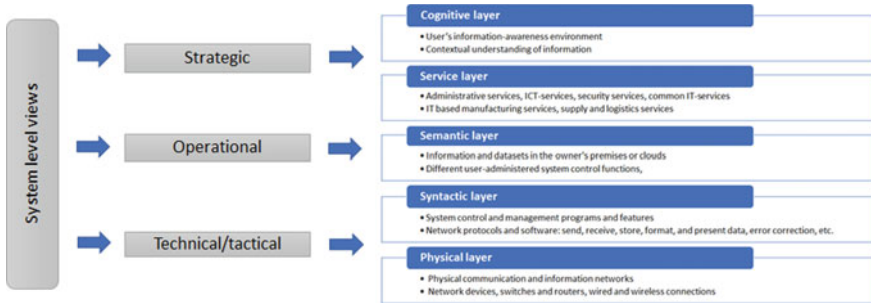 System level views
Strategic
Operational
Technical/tactical
Cognitive layer
• User's information-awareness environment
• Contextual understanding of information
Service layer
• Administrative services, ICT-services, security services, common IT-services
• IT based manufacturing services, supply and logistics services
Semantic layer
• Information and datasets in the owner's premises or clouds
• Different user-administered system control functions,
Syntactic layer
• System control and management programs and features
• Network protocols and software: send, receive, store, format, and present data, error correction, etc.
Physical layer
• Physical communication and information networks
• Network devices, switches and routers, wired and wireless connections